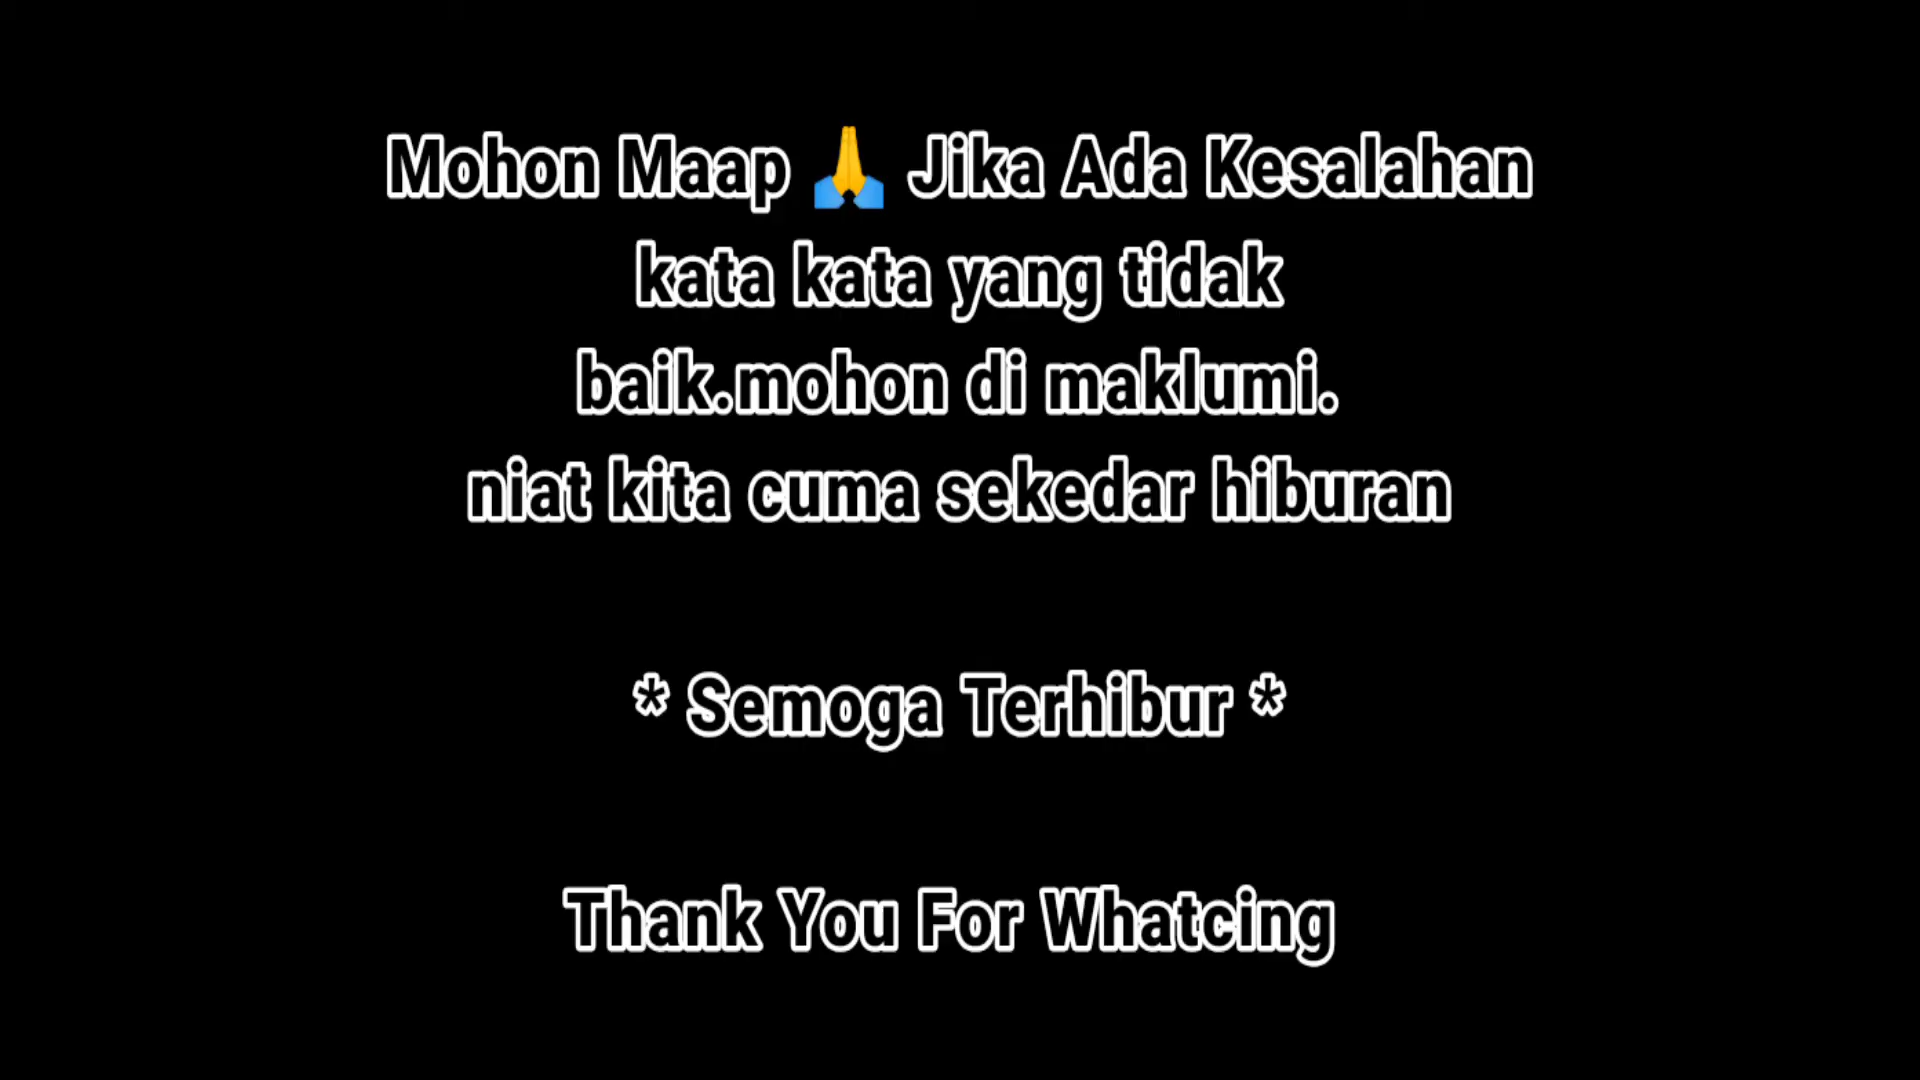 Mohon Maap 🙏 Jika Ada Kesalahan
kata kata yang tidak
baik.mohon di maklumi.
niat kita cuma sekedar hiburan
* Semoga Terhibur *
Thank You For Whatcing